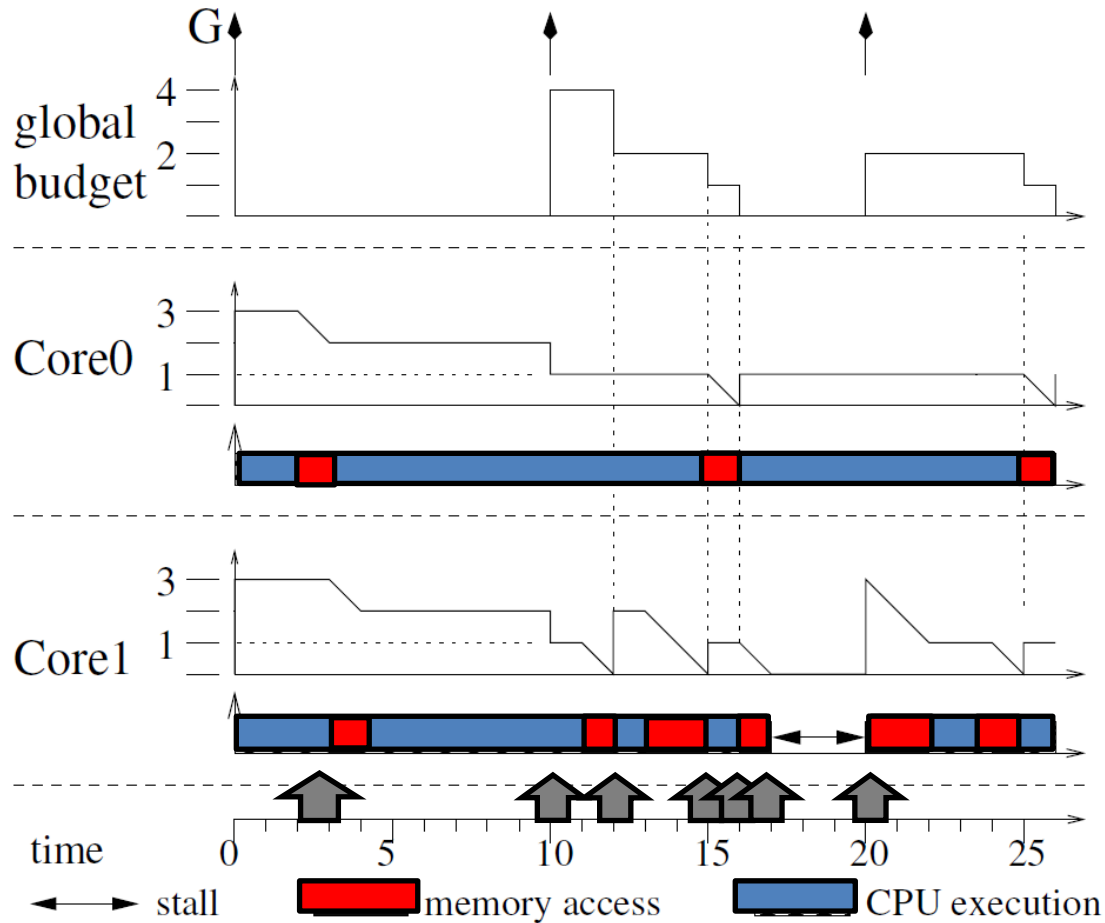 G
4
global
2
budget
3
Core0
1
3
Core1
1
time
0 5 10 15 20 25
stall memory access CPU execution